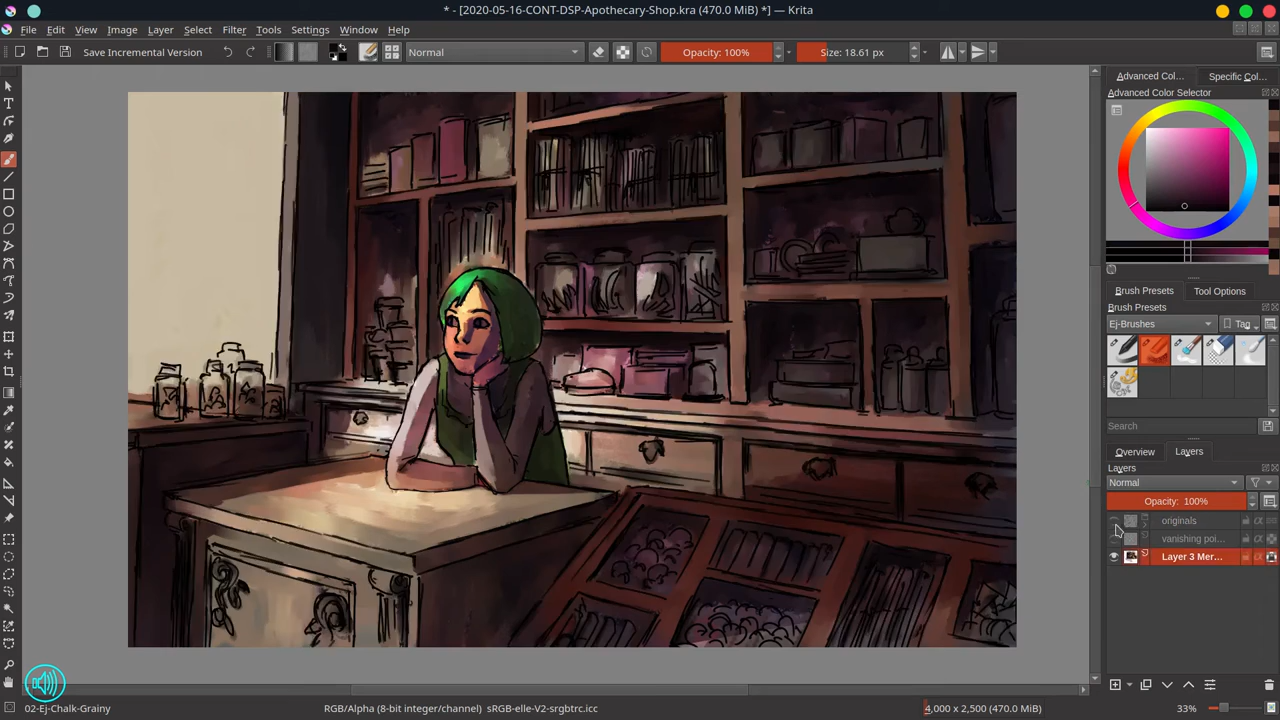 * - [2020-05-16-CONT-DSP-Apothecary-Shop.kra (470.0 MiB) *] — Krita
File Edit View Image Layer Select Filter Tools Settings Window Help
Save Incremental Version
Normal
Opacity: 100%
Size: 18.61 px
Advanced Col...
Specific Col...
Advanced Color Selector
Brush Presets
Tool Options
Brush Presets
Ej-Brushes
Tag
Search
Overview
Layers
Layers
Normal
Opacity: 100%
originals
vanishing poi...
Layer 3 Mer...
02-Ej-Chalk-Grainy
RGB/Alpha (8-bit integer/channel) sRGB-elle-V2-srgbtrc.icc
4,000 x 2,500 (470.0 MiB)
33%